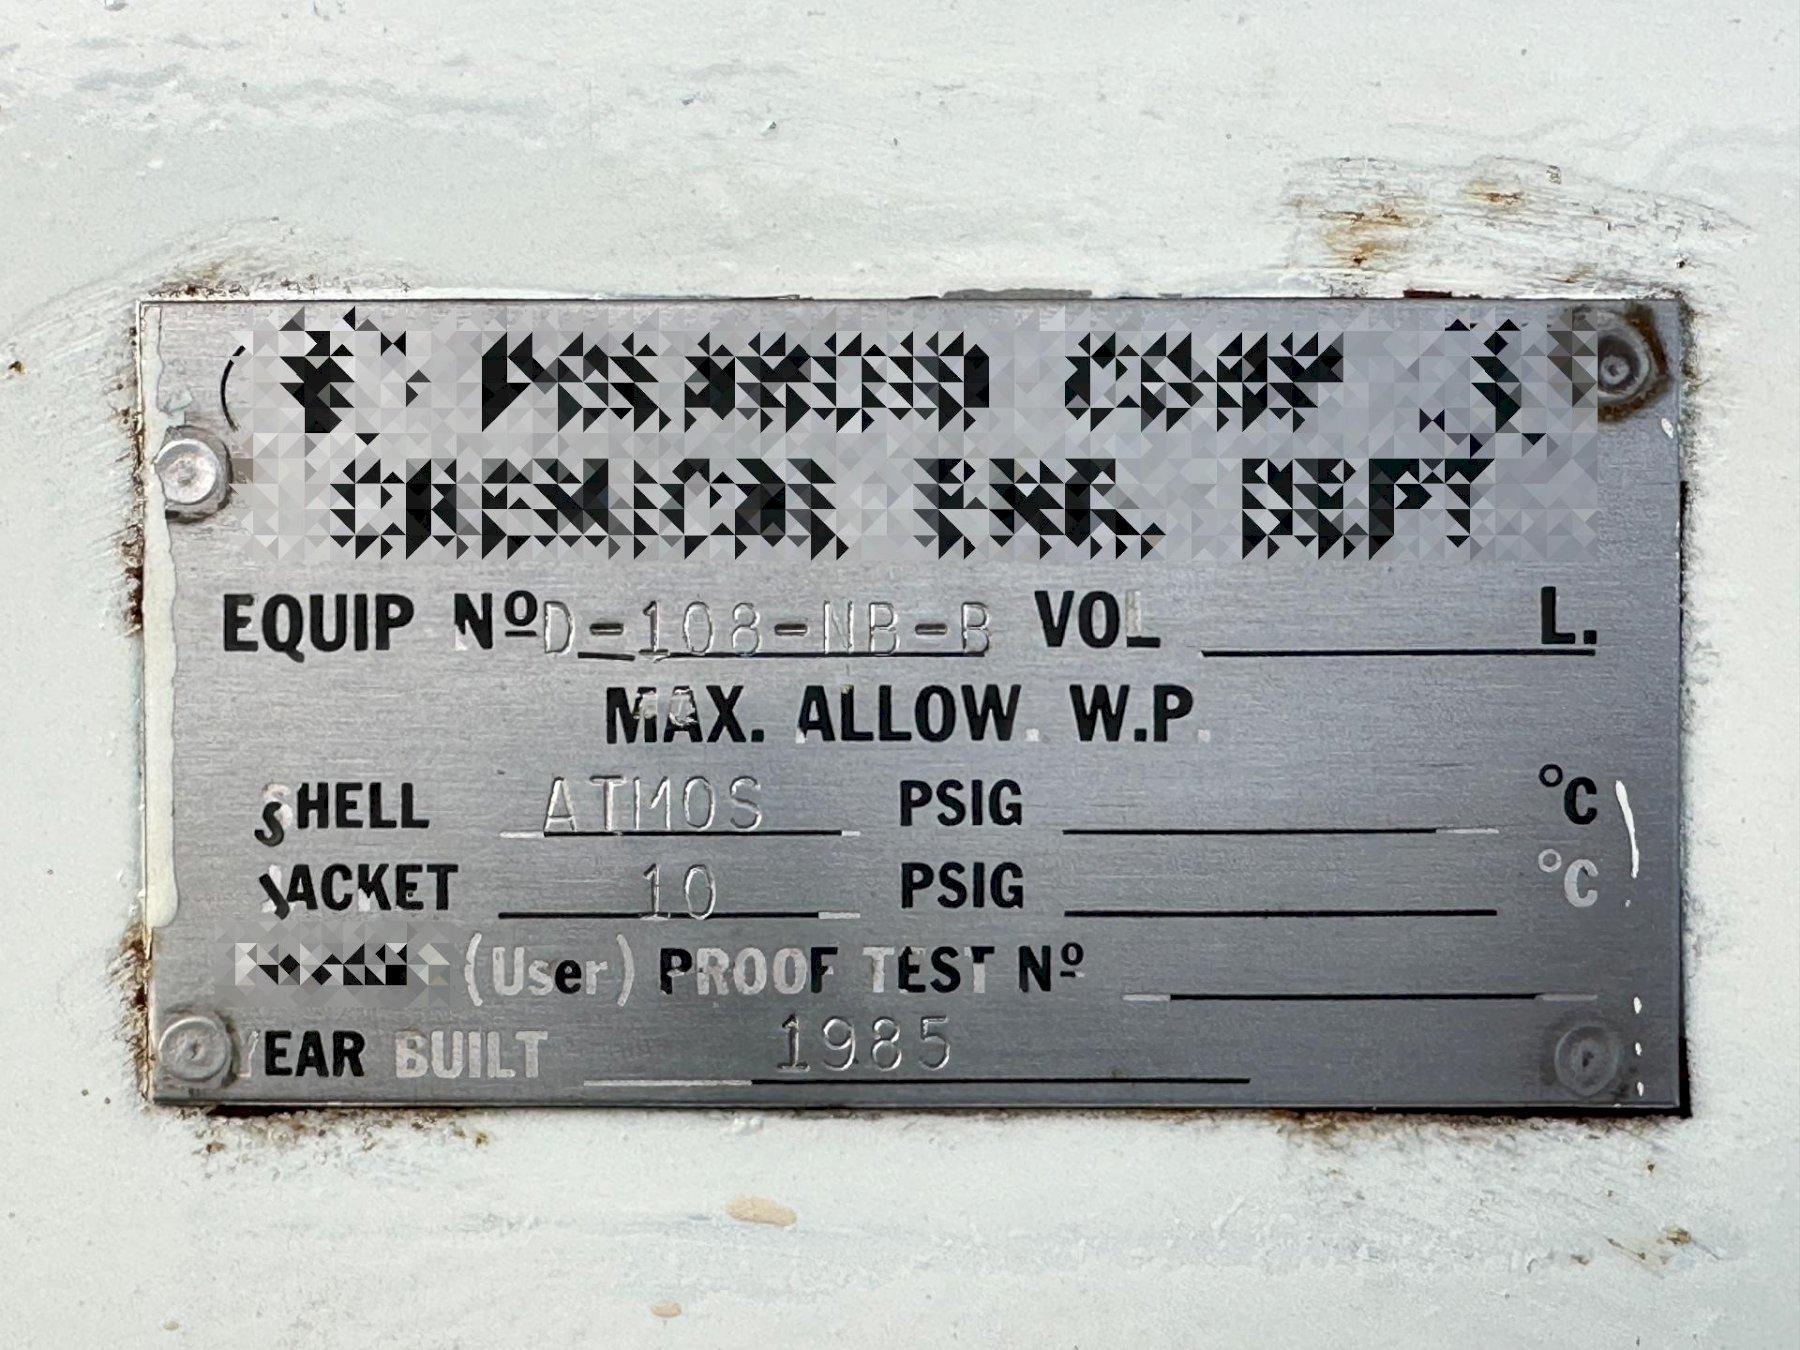 EQUIP Nº D-108-NB-B VOL L.
MAX. ALLOW. W.P.
SHELL ATMOS PSIG °C
JACKET 10 PSIG °C
(User) PROOF TEST Nº
YEAR BUILT 1985